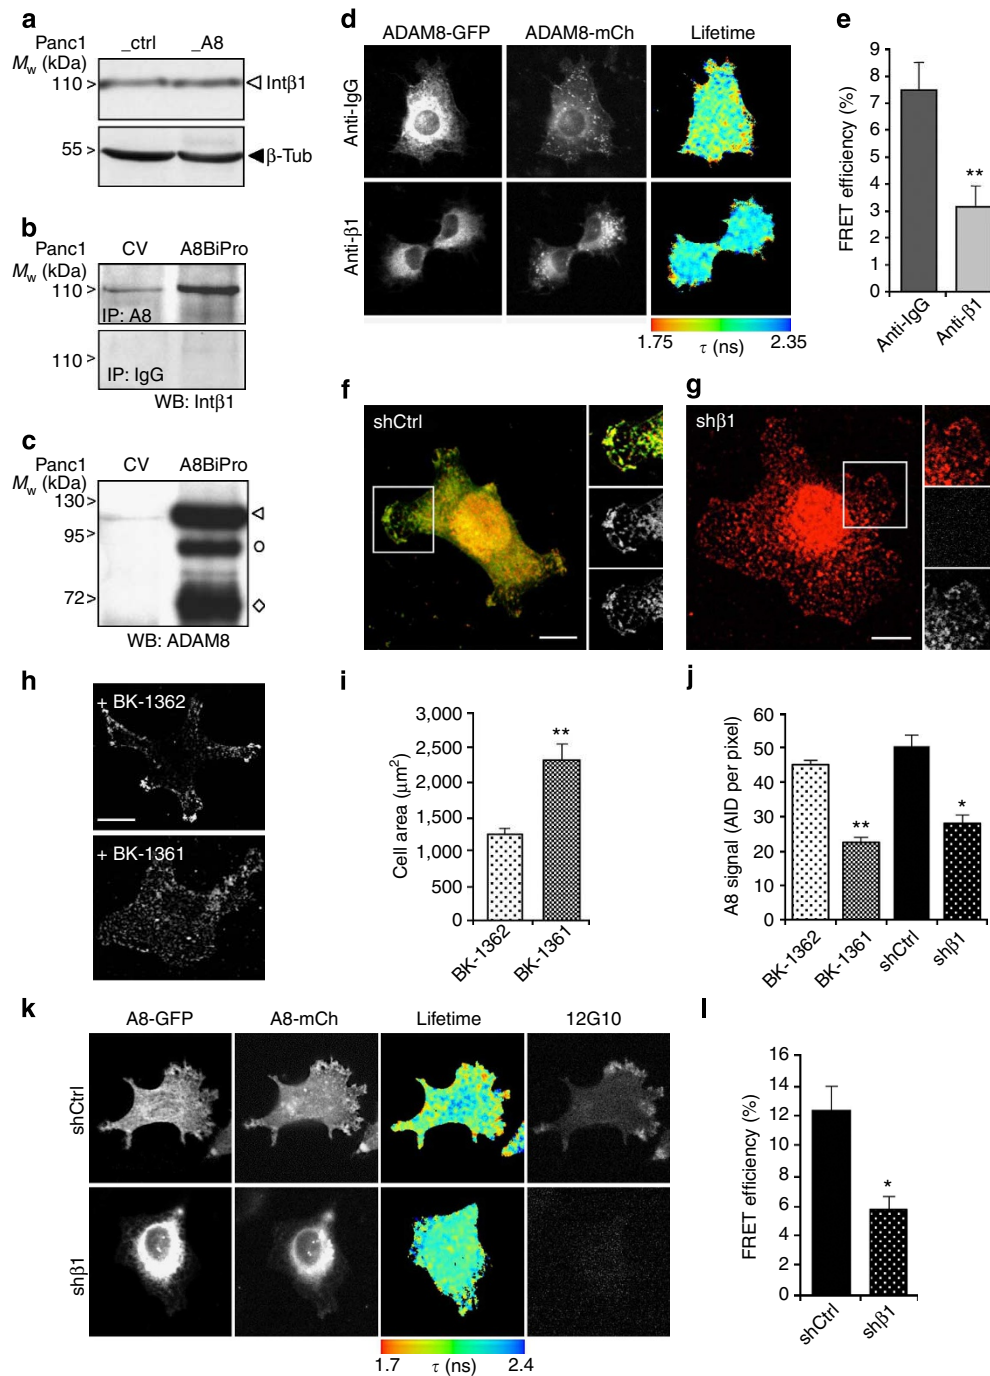 a
Panc1 _ctrl _A8
Mw (kDa)
110 > Intβ1
55 > β-Tub
b
Panc1 CV A8BiPro
Mw (kDa)
110 >
IP: A8
110 >
IP: IgG
WB: Intβ1
c
Panc1 CV A8BiPro
Mw (kDa)
130 >
95 >
72 >
WB: ADAM8
d
ADAM8-GFP ADAM8-mCh Lifetime
Anti-IgG
Anti-β1
1.75 τ (ns) 2.35
e
FRET efficiency (%)
9
8
7
6
5
4
3
2
1
0
**
Anti-IgG
Anti-β1
f
shCtrl
g
shβ1
h
+ BK-1362
+ BK-1361
i
Cell area (μm²)
3,000
2,500
2,000
1,500
1,000
500
0
**
BK-1362
BK-1361
j
A8 signal (AID per pixel)
60
50
40
30
20
10
0
**
*
BK-1362
BK-1361
shCtrl
shβ1
k
A8-GFP A8-mCh Lifetime 12G10
shCtrl
shβ1
1.7 τ (ns) 2.4
l
FRET efficiency (%)
16
14
12
10
8
6
4
2
0
*
shCtrl
shβ1